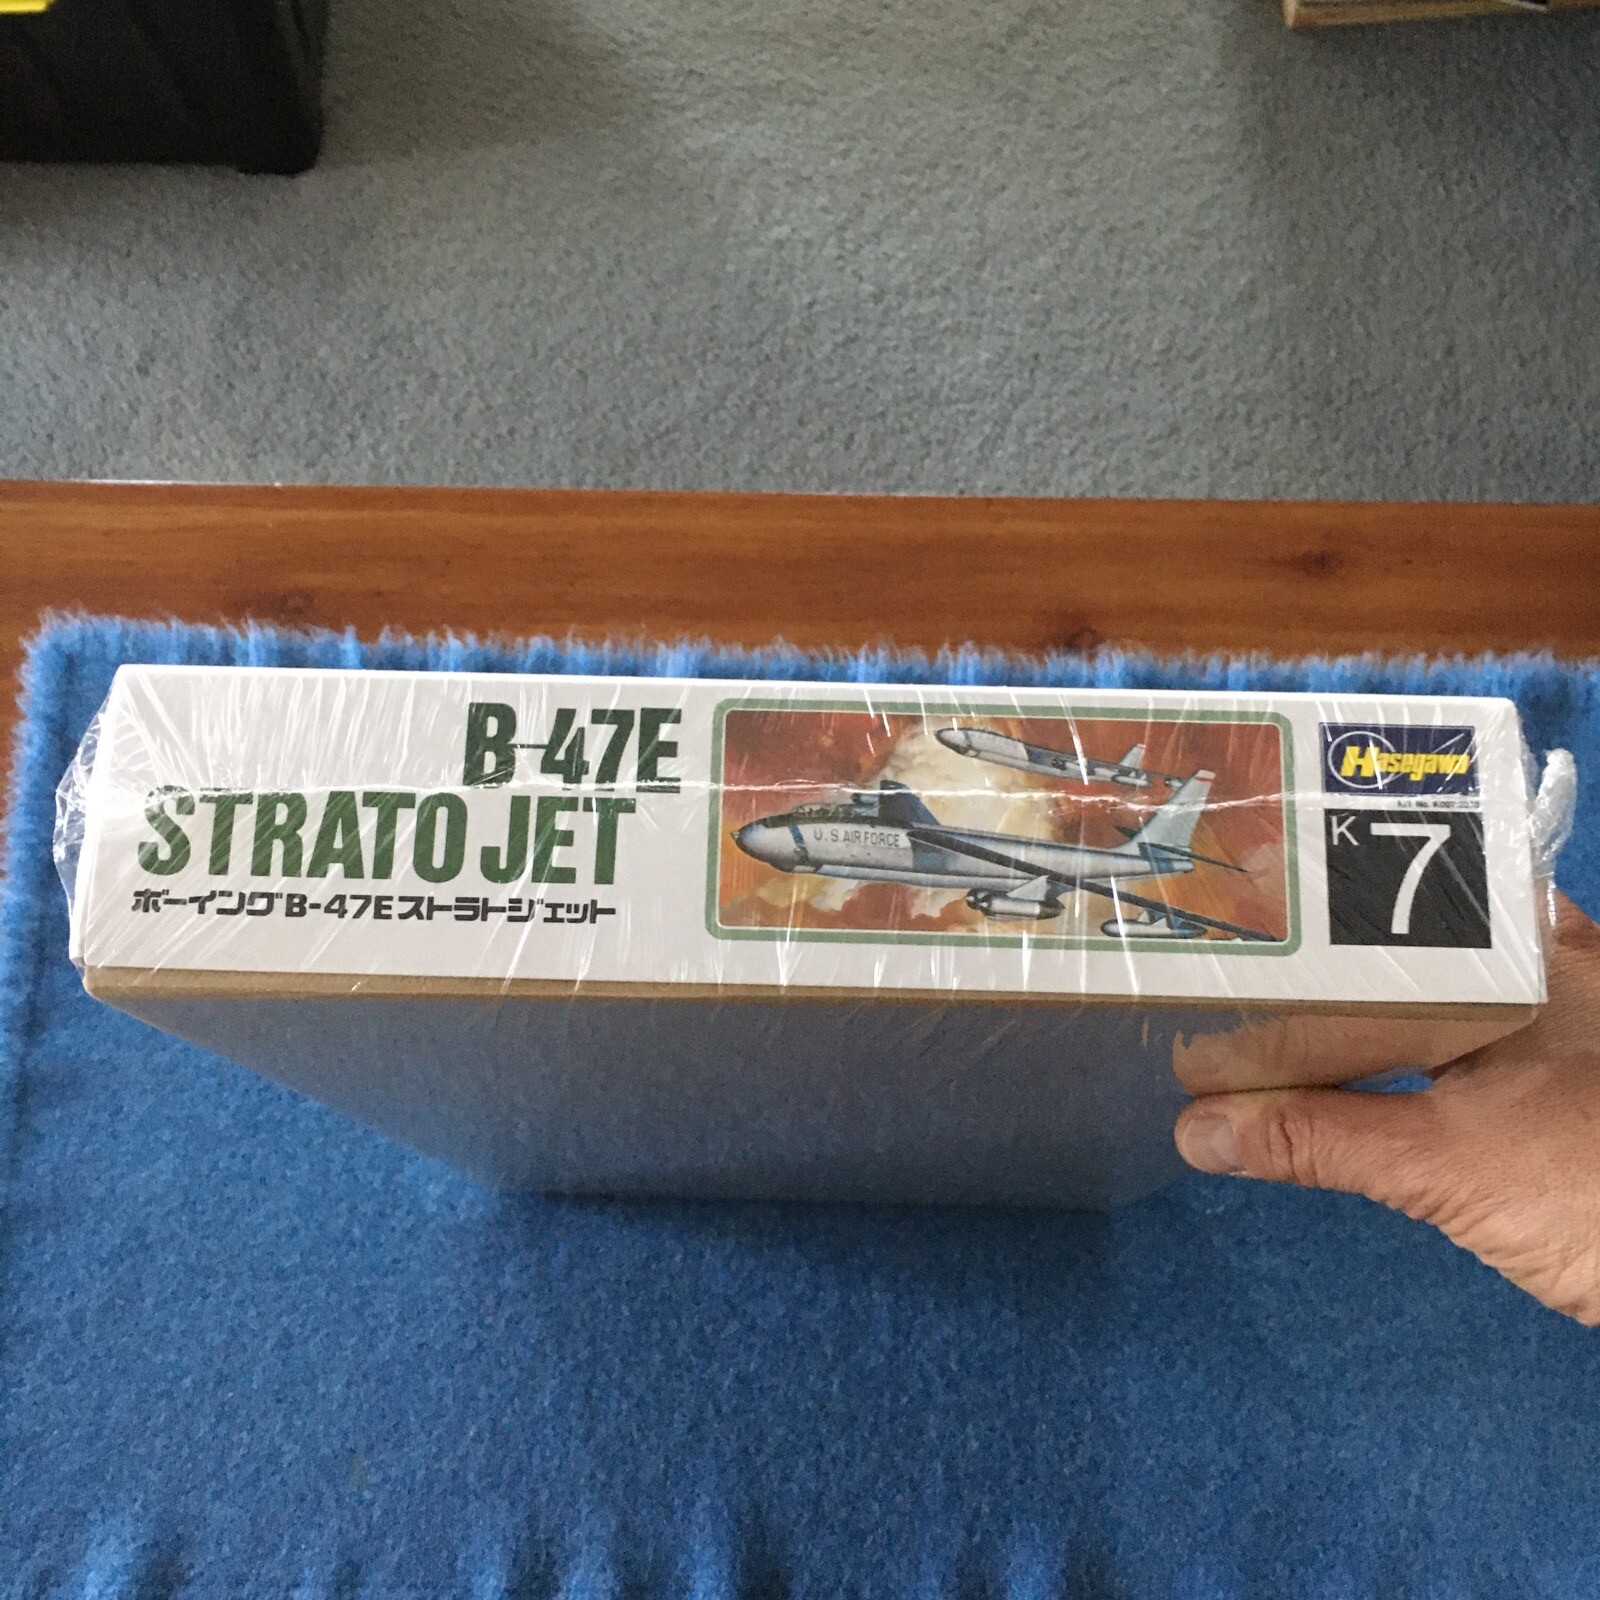 B-47E
STRATO JET
ボーイングB-47Eストラトジェット
U.S. AIR FORCE
Hasegawa
K
7